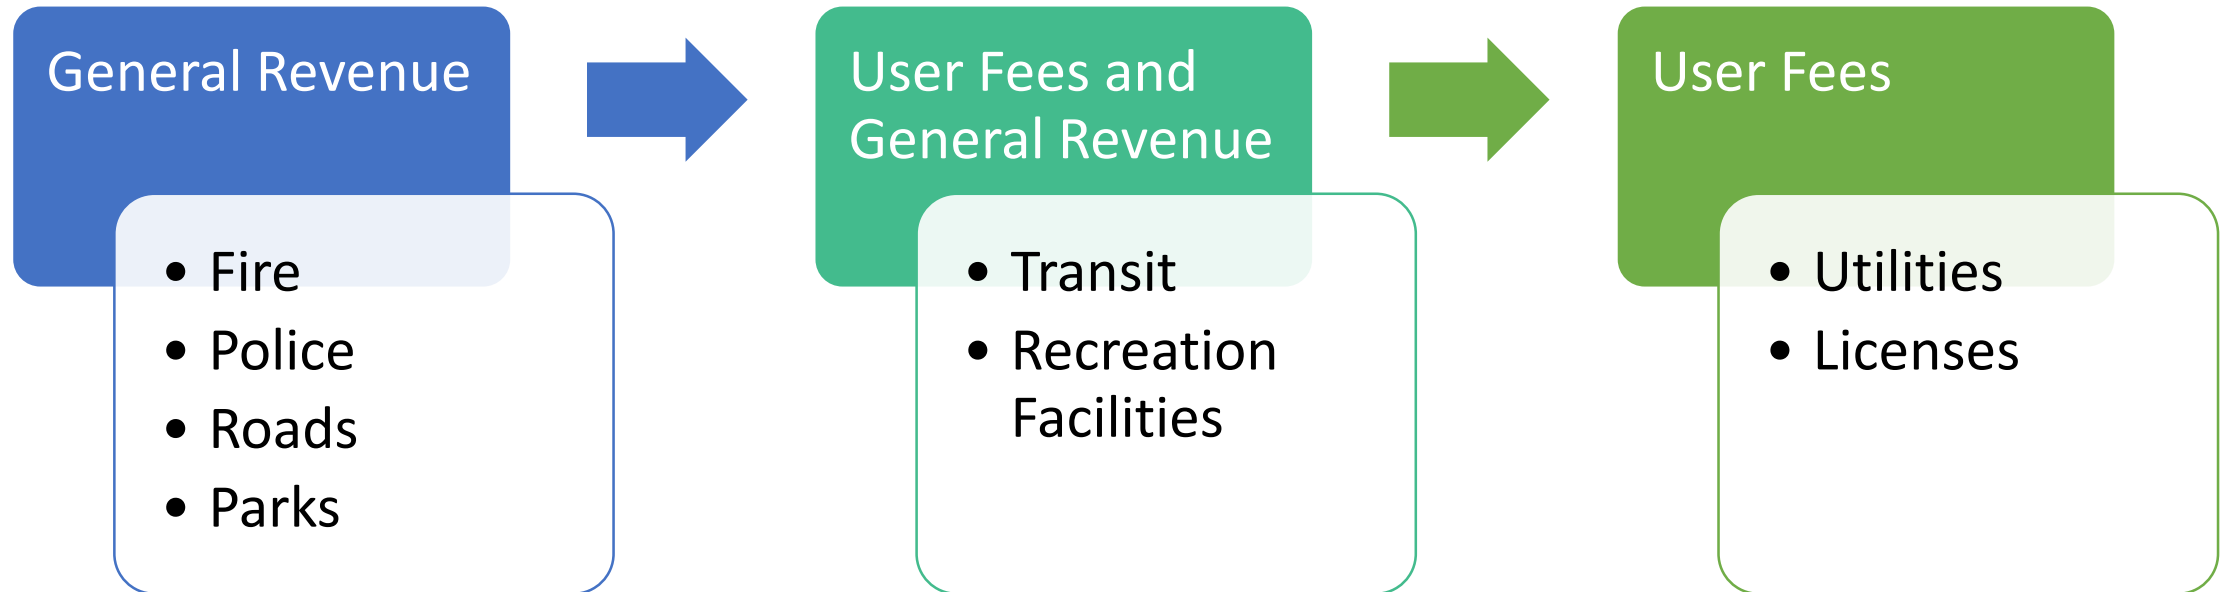 General Revenue
• Fire
• Police
• Roads
• Parks
User Fees and
General Revenue
• Transit
• Recreation
Facilities
User Fees
• Utilities
• Licenses